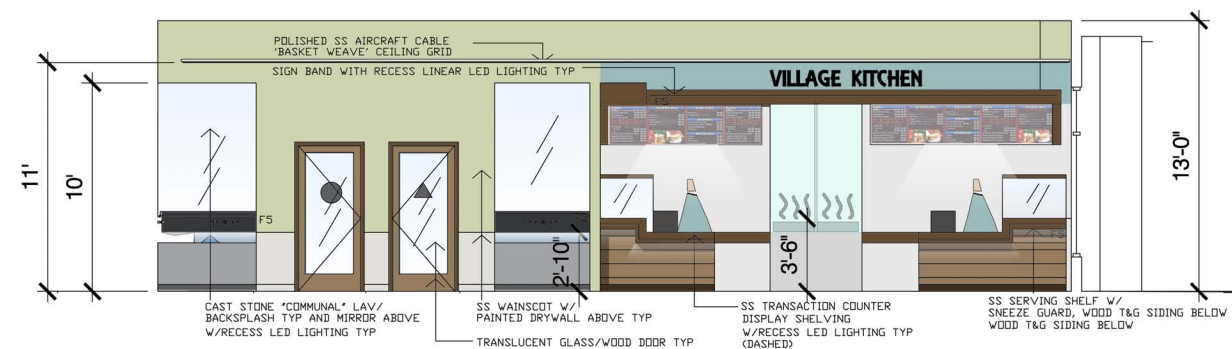 POLISHED SS AIRCRAFT CABLE
'BASKET WEAVE' CEILING GRID
SIGN BAND WITH RECESS LINEAR LED LIGHTING TYP
VILLAGE KITCHEN
11'
10'
13'-0"
F5
F5
F5
2'-10"
3'-6"
CAST STONE "COMMUNAL" LAV/
BACKSPLASH TYP AND MIRROR ABOVE
W/RECESS LED LIGHTING TYP
SS WAINSCOT W/
PAINTED DRYWALL ABOVE TYP
TRANSLUCENT GLASS/WOOD DOOR TYP
SS TRANSACTION COUNTER
DISPLAY SHELVING
W/RECESS LED LIGHTING TYP
(DASHED)
SS SERVING SHELF W/
SNEEZE GUARD, WOOD T&G SIDING BELOW
WOOD T&G SIDING BELOW